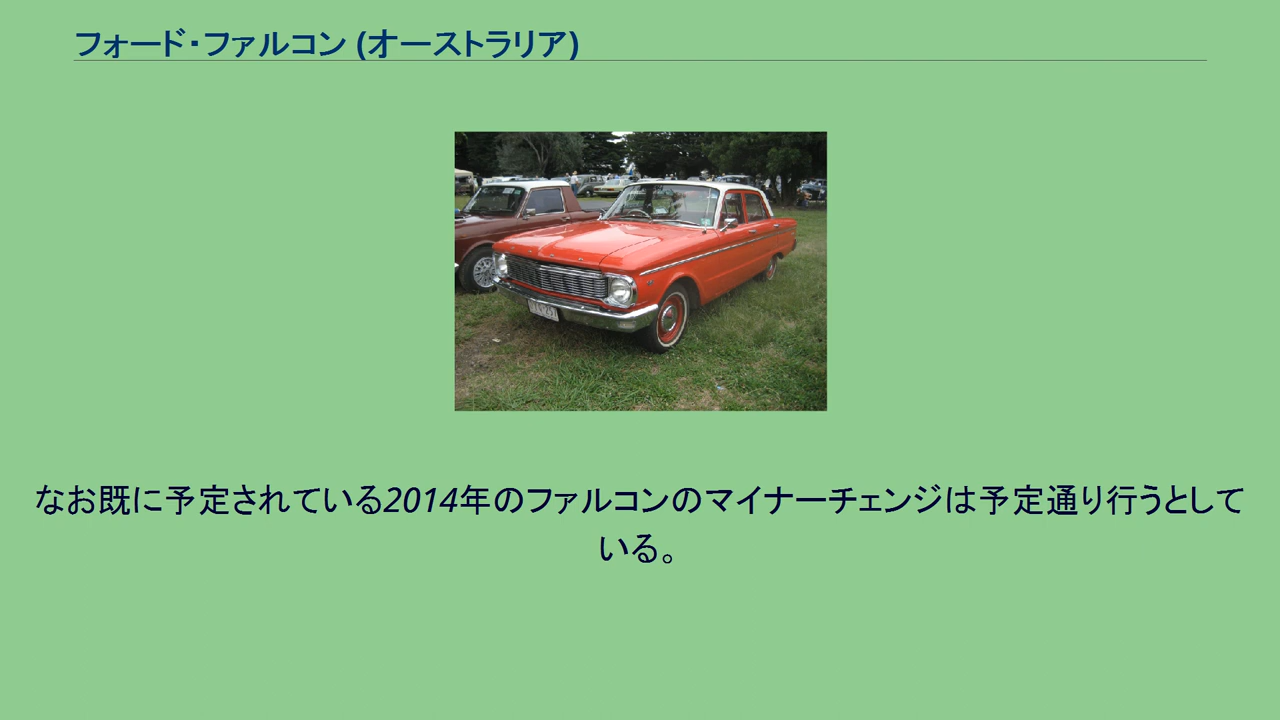 フォード・ファルコン (オーストラリア)
なお既に予定されている2014年のファルコンのマイナーチェンジは予定通り行うとして
いる。